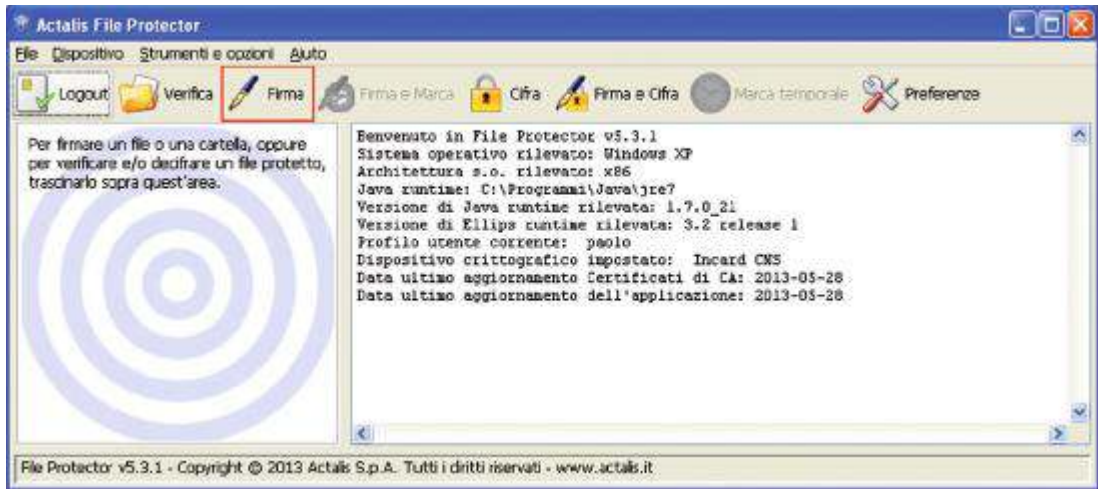 Actalis File Protector
File Dispositivo Strumenti e opzioni Aiuto
Logout Verifica Firma Firma e Marca Cifra Firma e Cifra Marca temporale Preferenze
Per firmare un file o una cartella, oppure
per verificare e/o decifrare un file protetto,
trascinarlo sopra quest'area.
Benvenuto in File Protector v5.3.1
Sistema operativo rilevato: Windows XP
Architettura s.o. rilevato: x86
Java runtime: C:\Programmi\Java\jre7
Versione di Java runtime rilevata: 1.7.0_21
Versione di Ellips runtime rilevata: 3.2 release 1
Profilo utente corrente: paolo
Dispositivo crittografico impostato: Incard CNS
Data ultimo aggiornamento Certificati di CA: 2013-05-28
Data ultimo aggiornamento dell'applicazione: 2013-05-28
File Protector v5.3.1 - Copyright © 2013 Actalis S.p.A. Tutti i diritti riservati - www.actalis.it